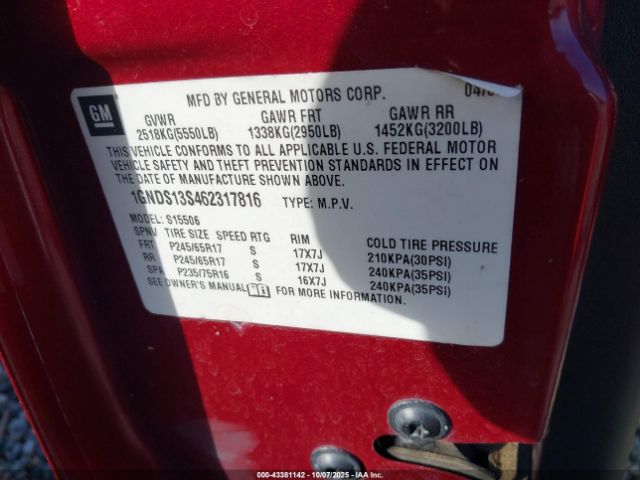 MFD BY GENERAL MOTORS CORP.
GM
GVWR GAWR FRT GAWR RR
2518KG(5550LB) 1338KG(2950LB) 1452KG(3200LB)
THIS VEHICLE CONFORMS TO ALL APPLICABLE U.S. FEDERAL MOTOR
VEHICLE SAFETY AND THEFT PREVENTION STANDARDS IN EFFECT ON
THE DATE OF MANUFACTURE SHOWN ABOVE.
1GNDS13S462317816 TYPE: M.P.V.
MODEL: S15506
SPNV TIRE SIZE SPEED RTG RIM COLD TIRE PRESSURE
FRT P245/65R17 S 17X7J 210KPA(30PSI)
RR P245/65R17 S 17X7J 240KPA(35PSI)
SPA P235/75R16 S 16X7J 240KPA(35PSI)
SEE OWNER'S MANUAL FOR MORE INFORMATION.
000-43381142 - 10/07/2025 - IAAI.COM